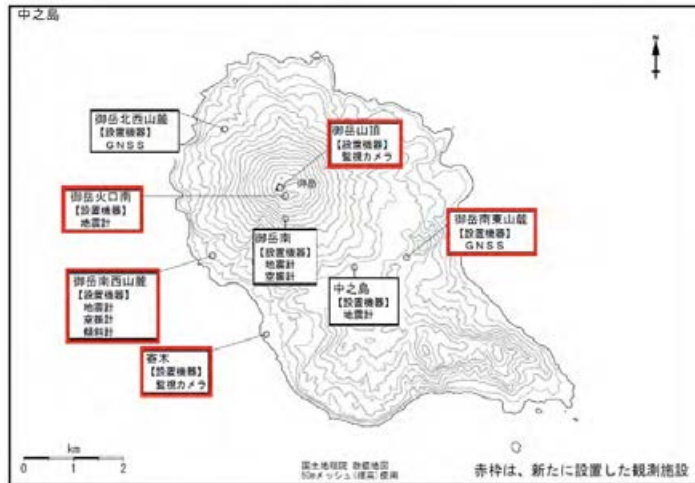 中之島
N
御岳北西山麓
【設置機器】
GNSS
御岳山頂
【設置機器】
監視カメラ
御岳
御岳火口南
【設置機器】
地震計
御岳南
【設置機器】
地震計
空振計
御岳南東山麓
【設置機器】
GNSS
御岳南西山麓
【設置機器】
地震計
空振計
傾斜計
中之島
【設置機器】
地震計
寄木
【設置機器】
監視カメラ
km
0 1 2
国土地理院 数値地図
50mメッシュ(標高)使用
赤枠は、新たに設置した観測施設